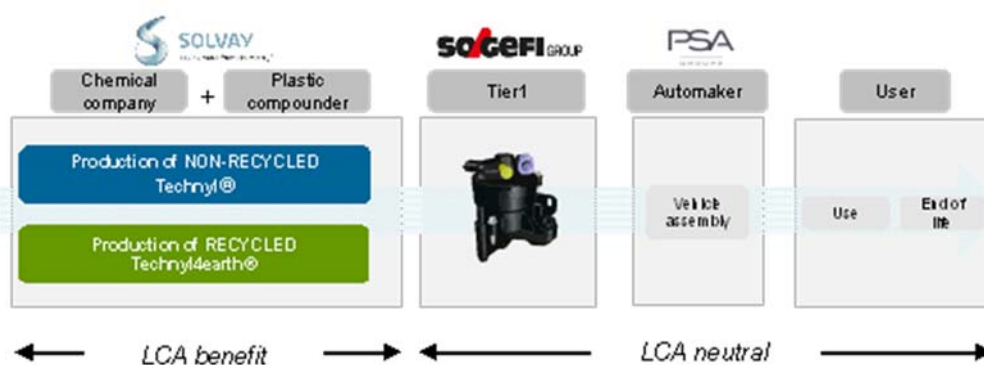 SOLVAY
SOGEFI GROUP
PSA
GROUPE
Chemical
company
+
Plastic
compounder
Tier1
Automaker
User
Production of NON-RECYCLED
Technyl®
Production of RECYCLED
Technyl4earth®
Vehicle
assembly
Use
End of
life
LCA benefit
LCA neutral